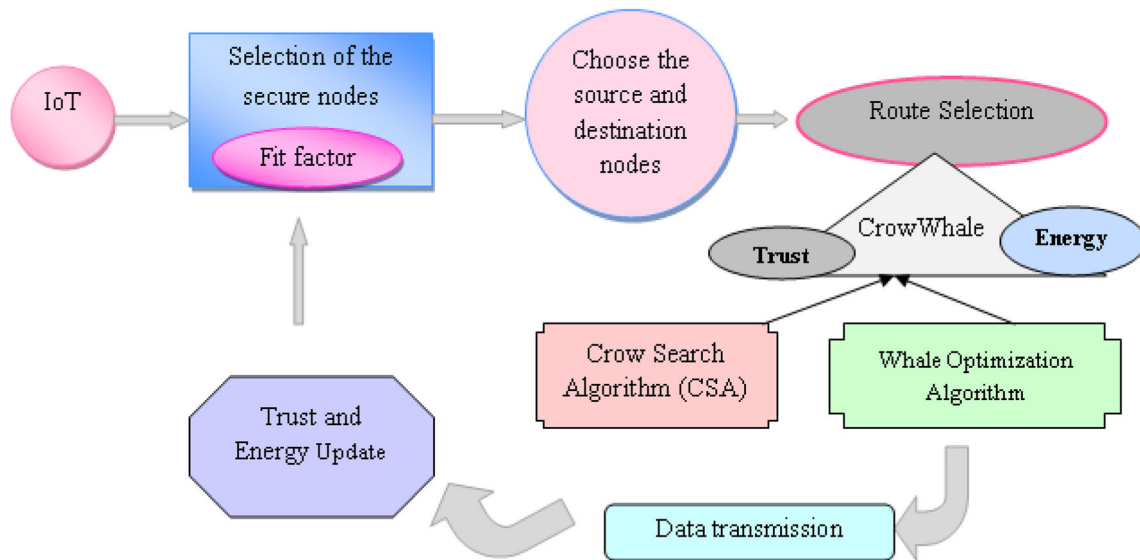 IoT
Selection of the
secure nodes
Fit factor
Choose the
source and
destination
nodes
Route Selection
CrowWhale
Trust
Energy
Crow Search
Algorithm (CSA)
Whale Optimization
Algorithm
Trust and
Energy Update
Data transmission